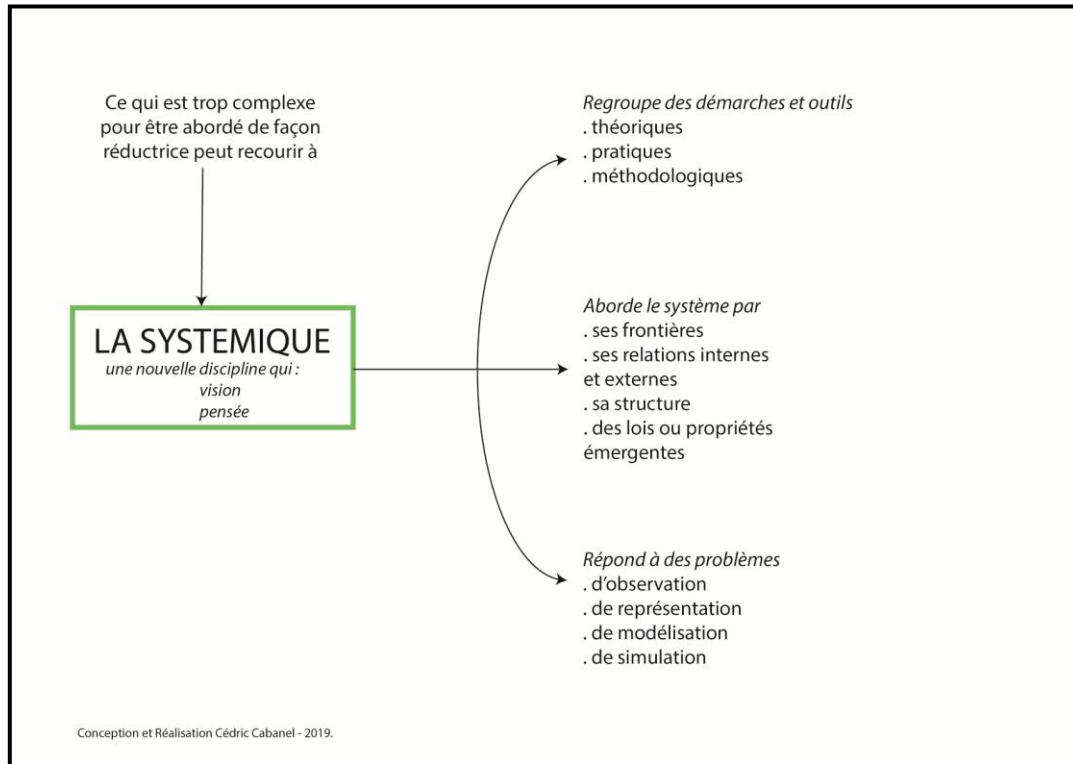 Ce qui est trop complexe
pour être abordé de façon
réductrice peut recourir à
LA SYSTEMIQUE
une nouvelle discipline qui :
vision
pensée
Regroupe des démarches et outils
. théoriques
. pratiques
. méthodologiques
Aborde le système par
. ses frontières
. ses relations internes
et externes
. sa structure
. des lois ou propriétés
émergentes
Répond à des problèmes
. d’observation
. de représentation
. de modélisation
. de simulation
Conception et Réalisation Cédric Cabanel - 2019.